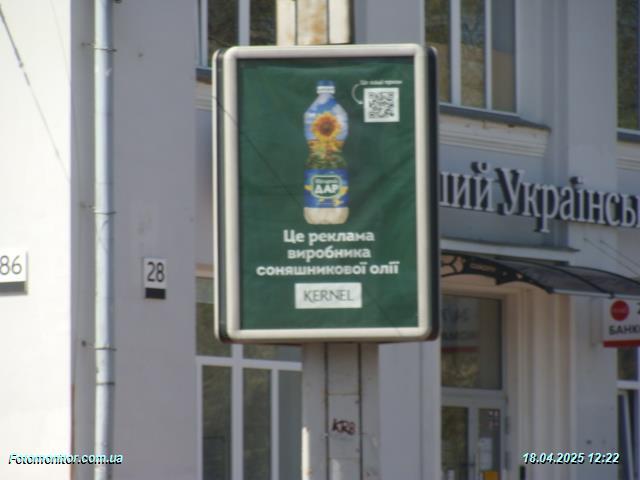 Це реклама
виробника
соняшникової олії
KERNEL
ДАР
ший Українськ
86
28
БАНК
KR8
Fotomonitor.com.ua
18.04.2025 12:22